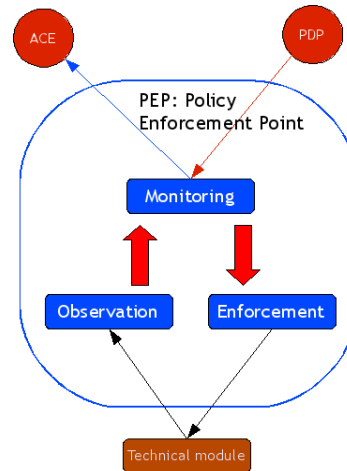 ACE
PDP
PEP: Policy
Enforcement Point
Monitoring
Observation
Enforcement
Technical module